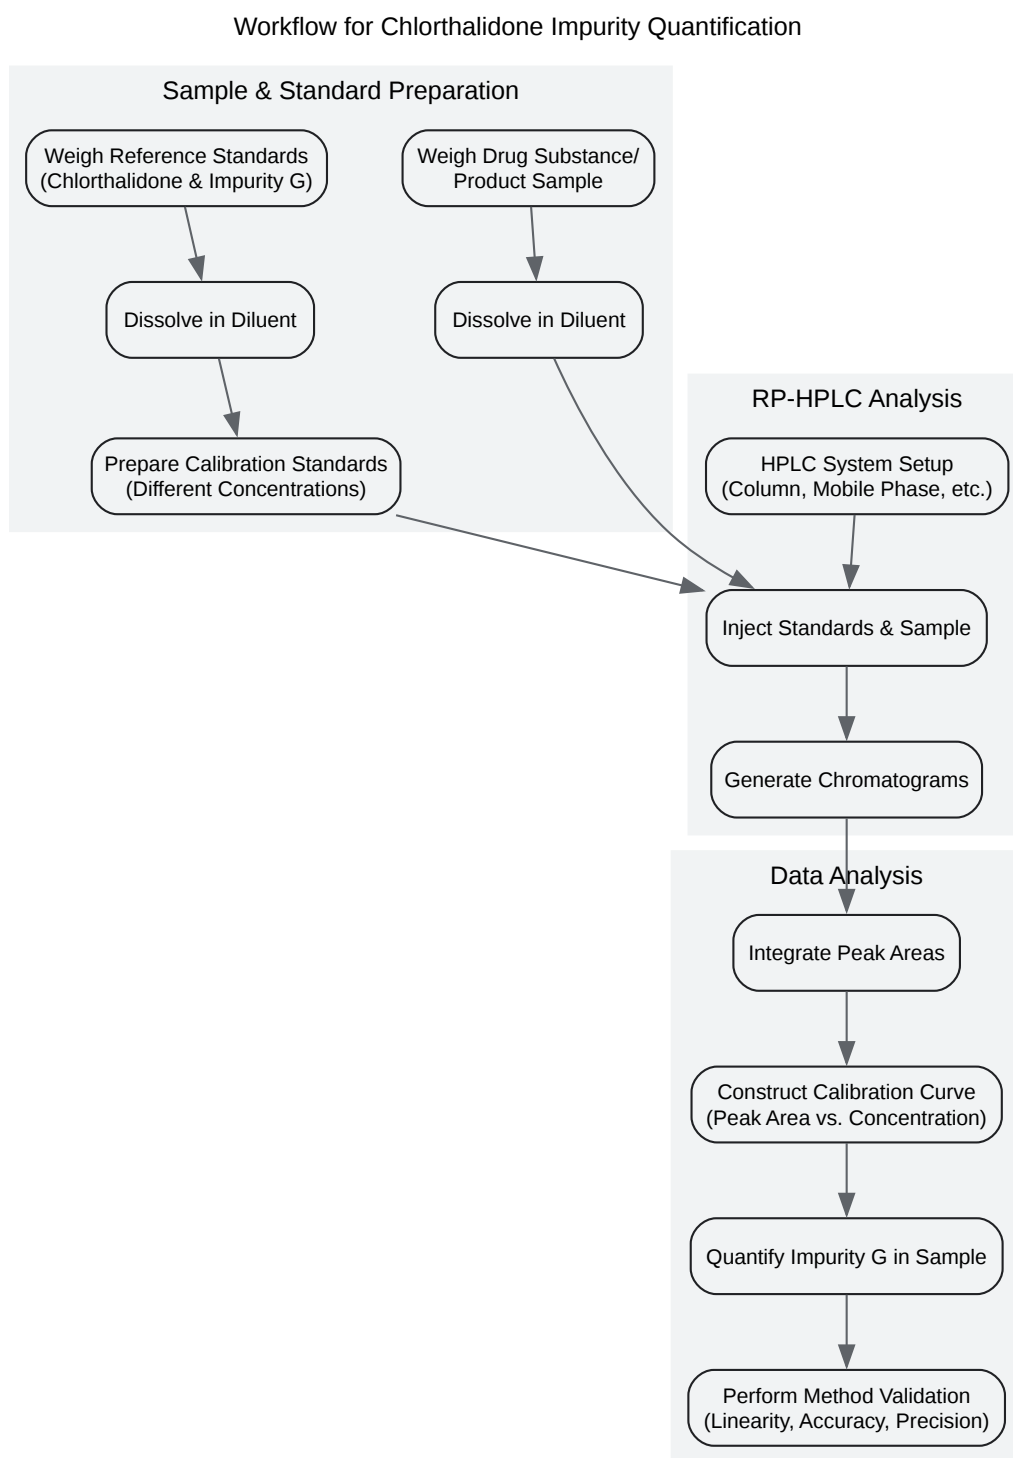 Workflow for Chlorthalidone Impurity Quantification
Sample & Standard Preparation
Weigh Reference Standards
(Chlorthalidone & Impurity G)
Weigh Drug Substance/
Product Sample
Dissolve in Diluent
Dissolve in Diluent
Prepare Calibration Standards
(Different Concentrations)
RP-HPLC Analysis
HPLC System Setup
(Column, Mobile Phase, etc.)
Inject Standards & Sample
Generate Chromatograms
Data Analysis
Integrate Peak Areas
Construct Calibration Curve
(Peak Area vs. Concentration)
Quantify Impurity G in Sample
Perform Method Validation
(Linearity, Accuracy, Precision)